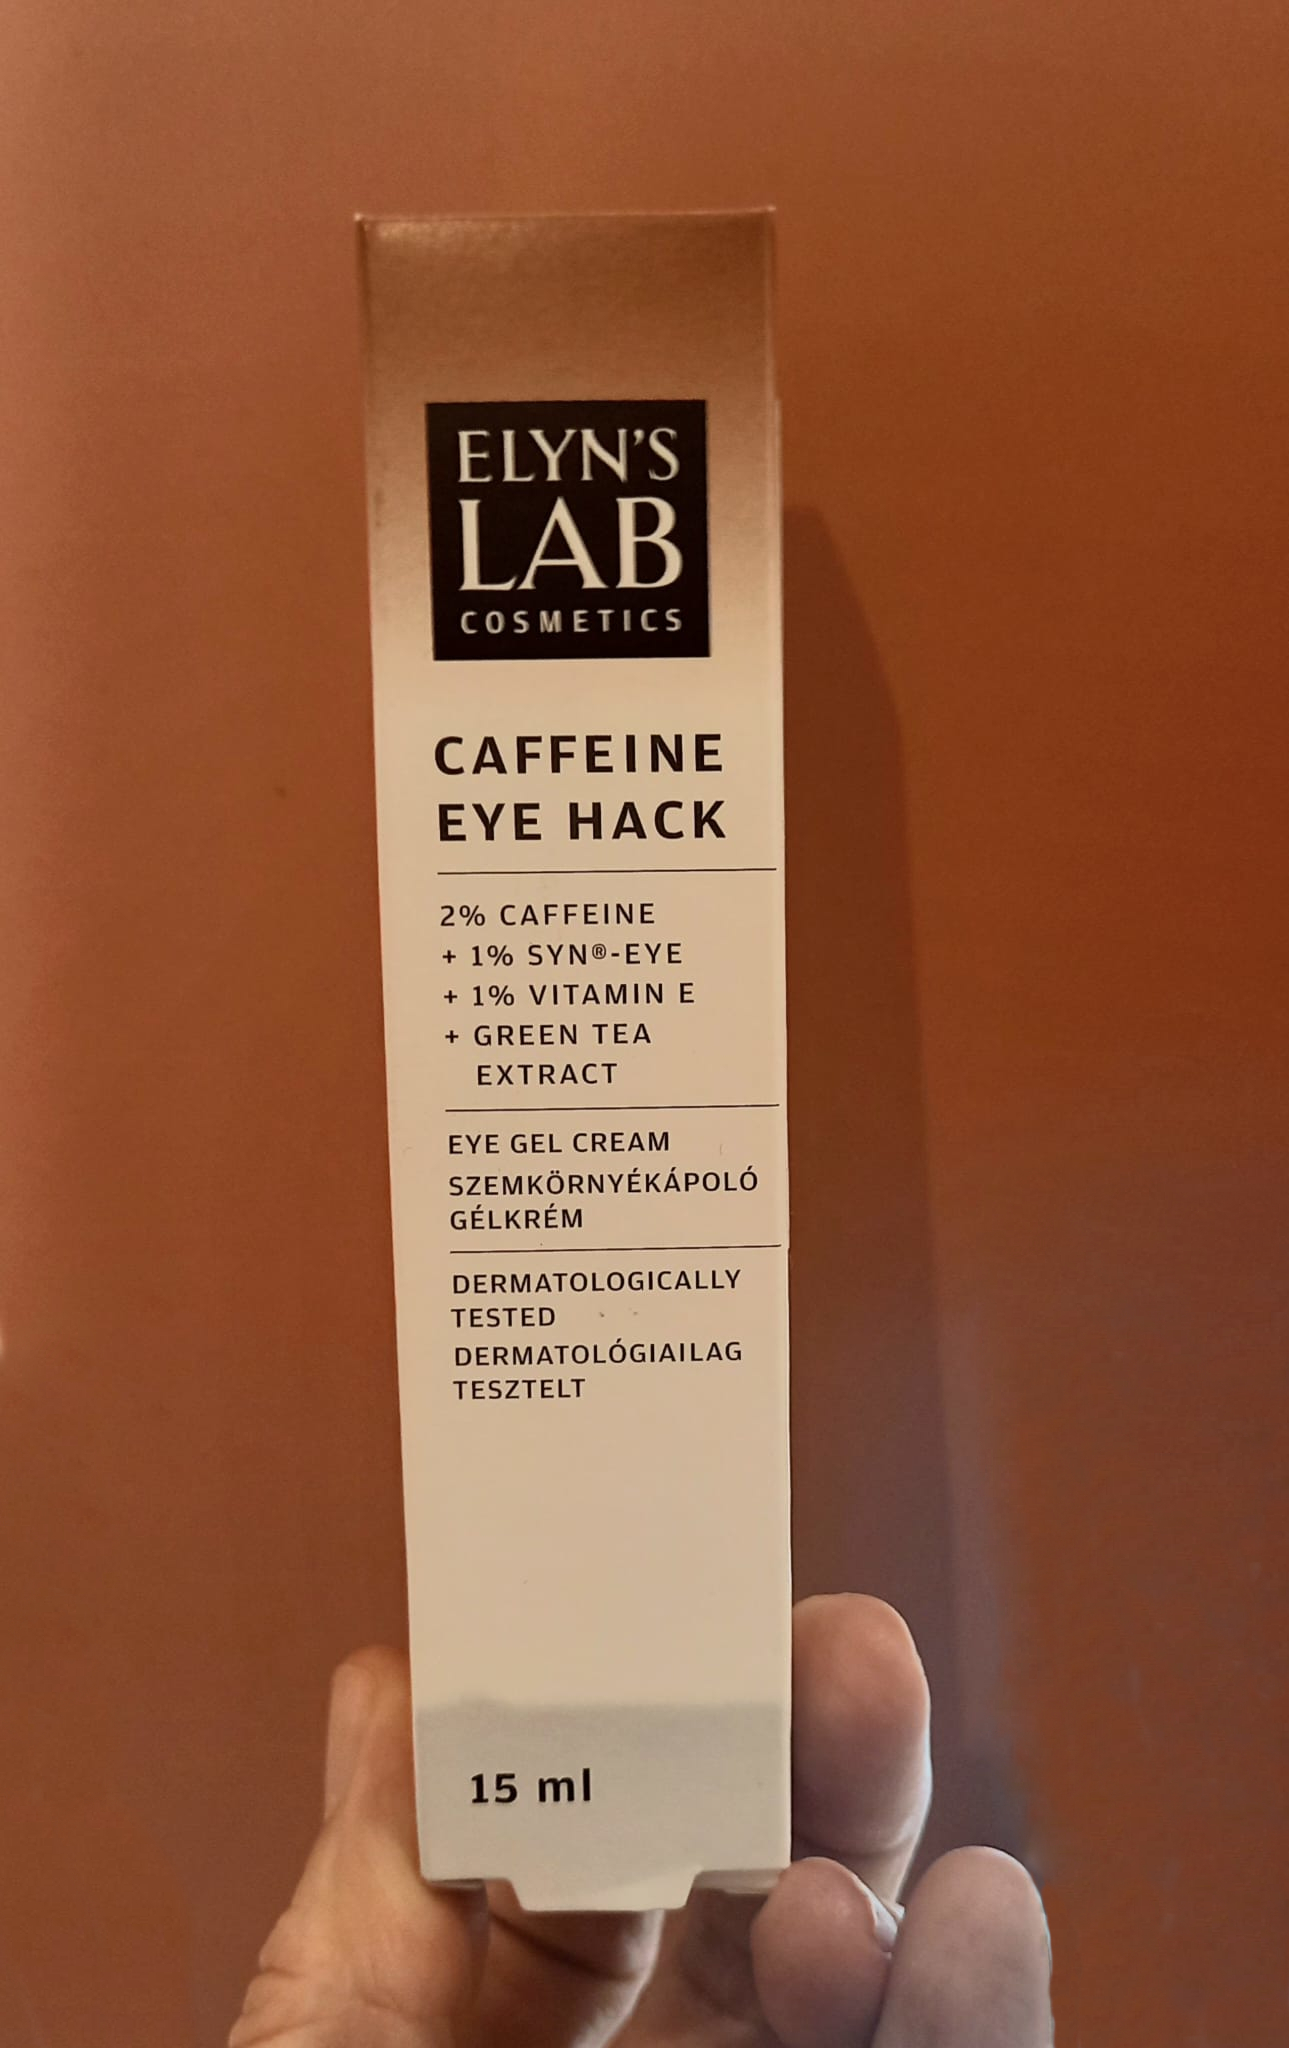 ELYN'S
LAB
COSMETICS
CAFFEINE
EYE HACK
2% CAFFEINE
+ 1% SYN®-EYE
+ 1% VITAMIN E
+ GREEN TEA
EXTRACT
EYE GEL CREAM
SZEMKÖRNYÉKÁPOLÓ
GÉLKRÉM
DERMATOLOGICALLY
TESTED
DERMATOLÓGIAILAG
TESZTELT
15 ml